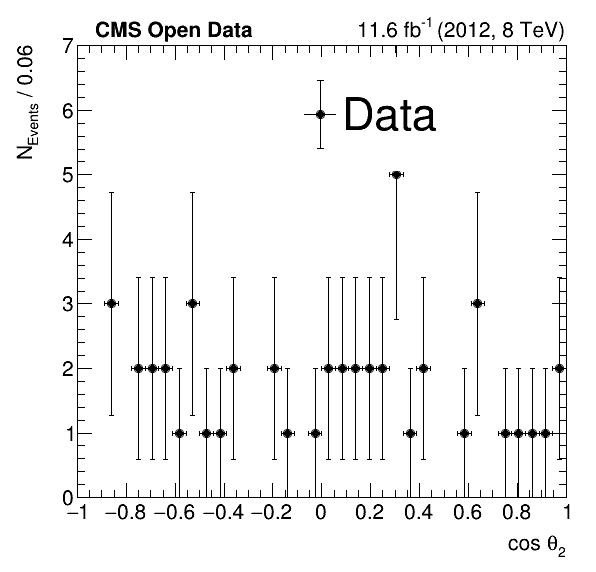 CMS Open Data 11.6 fb⁻¹ (2012, 8 TeV)
N_Events / 0.06
7
6
5
4
3
2
1
0
Data
−1 −0.8 −0.6 −0.4 −0.2 0 0.2 0.4 0.6 0.8 1
cos θ₂